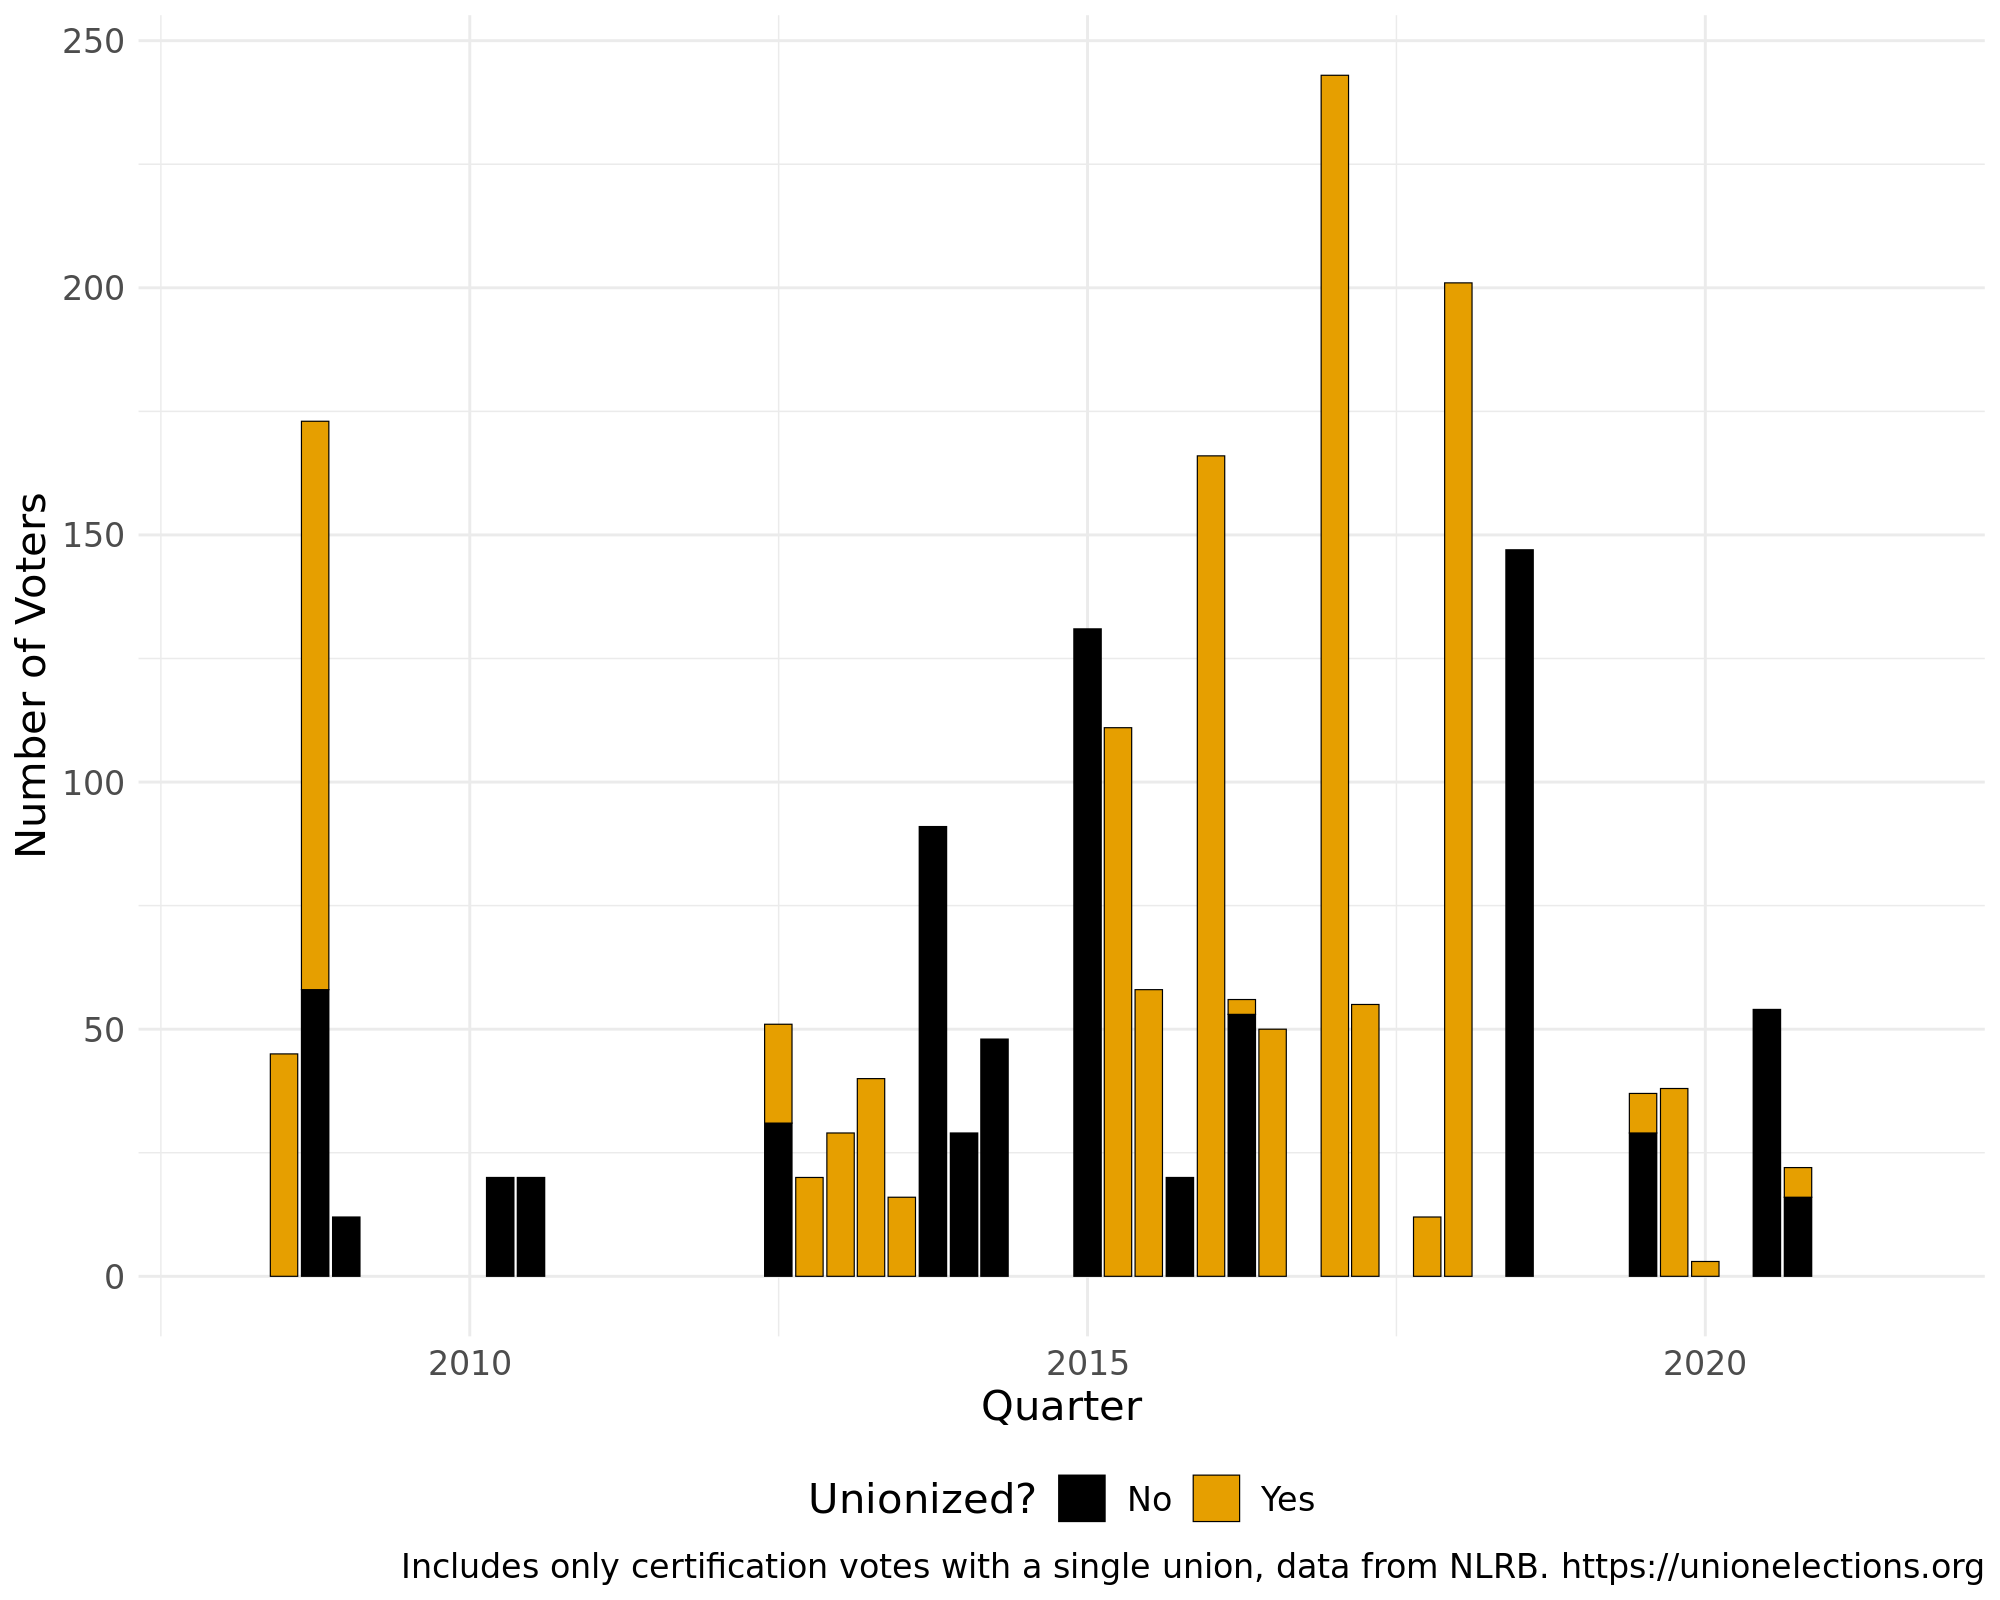 250
200
150
100
50
0
Number of Voters
2010 2015 2020
Quarter
Unionized? No Yes
Includes only certification votes with a single union, data from NLRB. https://unionelections.org